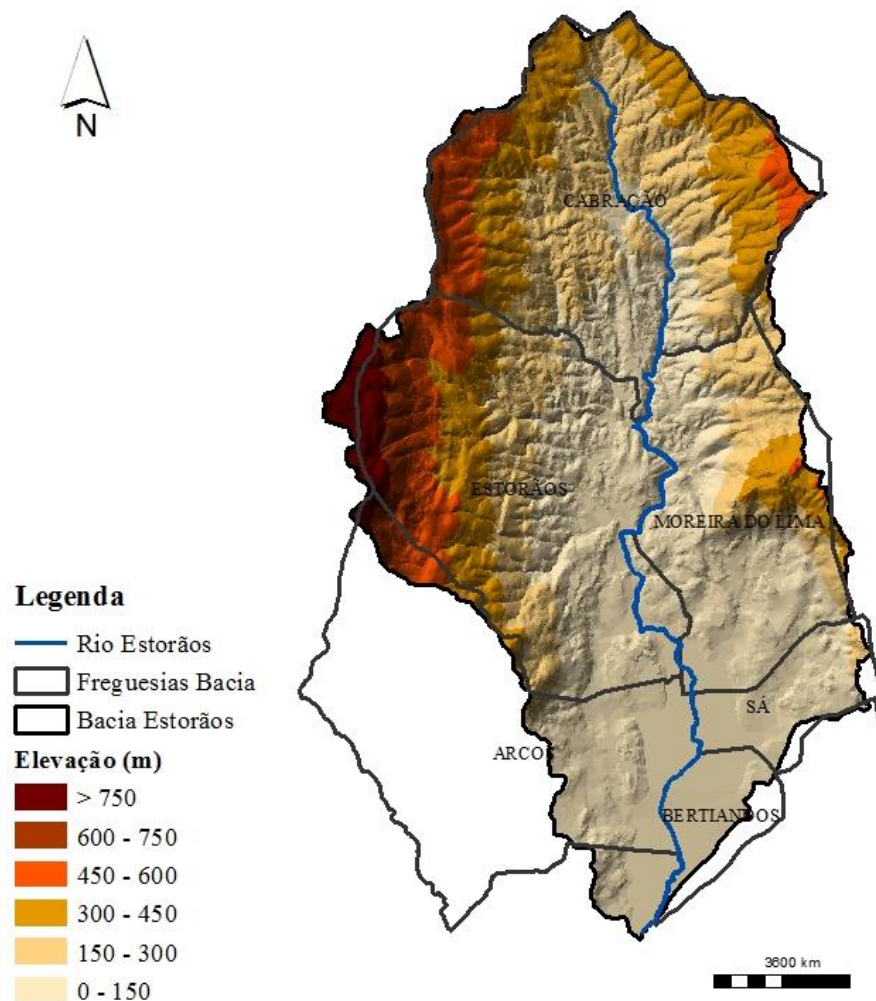 N
CABRAÇÃO
ESTORÃOS
MOREIRA DO LIMA
SÁ
ARCO
BERTIANDOS
Legenda
Rio Estorãos
Freguesias Bacia
Bacia Estorãos
Elevação (m)
> 750
600 - 750
450 - 600
300 - 450
150 - 300
0 - 150
3600 km